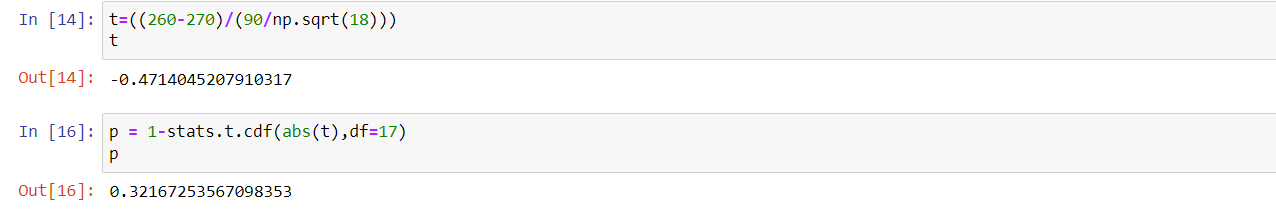 In [14]: t=((260-270)/(90/np.sqrt(18)))
t
Out[14]: -0.4714045207910317
In [16]: p = 1-stats.t.cdf(abs(t),df=17)
p
Out[16]: 0.32167253567098353